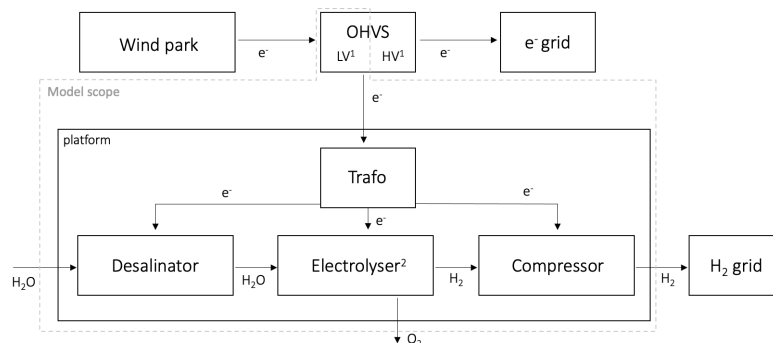 Wind park
e⁻
OHVS
LV¹ HV¹
e⁻
e⁻ grid
Model scope
e⁻
platform
Trafo
e⁻
e⁻
e⁻
H₂O
Desalinator
H₂O
Electrolyser²
H₂
Compressor
H₂
H₂ grid
O₂